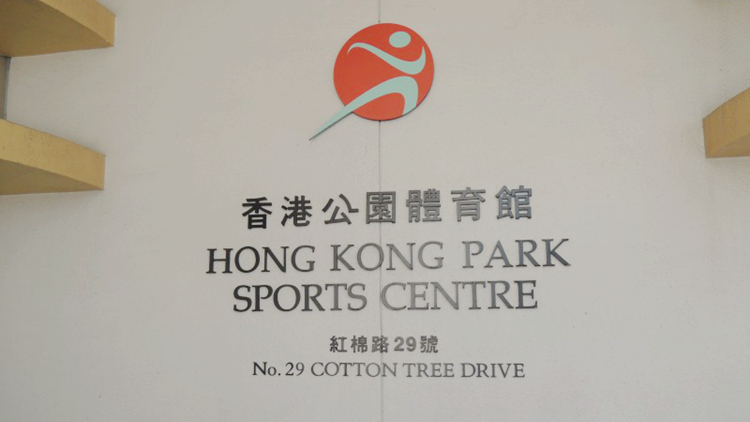 香港公園體育館
HONG KONG PARK
SPORTS CENTRE
紅棉路29號
No. 29 COTTON TREE DRIVE